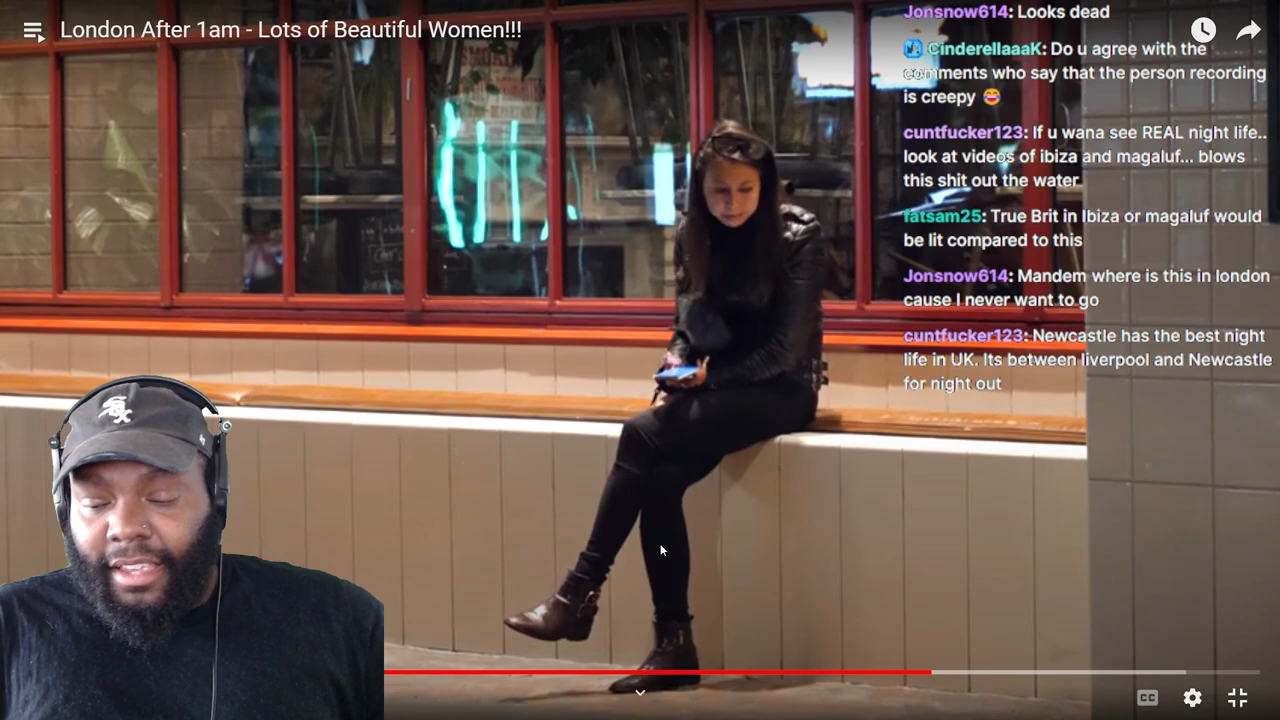 London After 1am - Lots of Beautiful Women!!!
Jonsnow614: Looks dead
CinderellaaaK: Do u agree with the
comments who say that the person recording
is creepy 😂
cuntfucker123: If u wana see REAL night life..
look at videos of ibiza and magaluf... blows
this shit out the water
fatsam25: True Brit in Ibiza or magaluf would
be lit compared to this
Jonsnow614: Mandem where is this in london
cause I never want to go
cuntfucker123: Newcastle has the best night
life in UK. Its between liverpool and Newcastle
for night out
Sox
CC